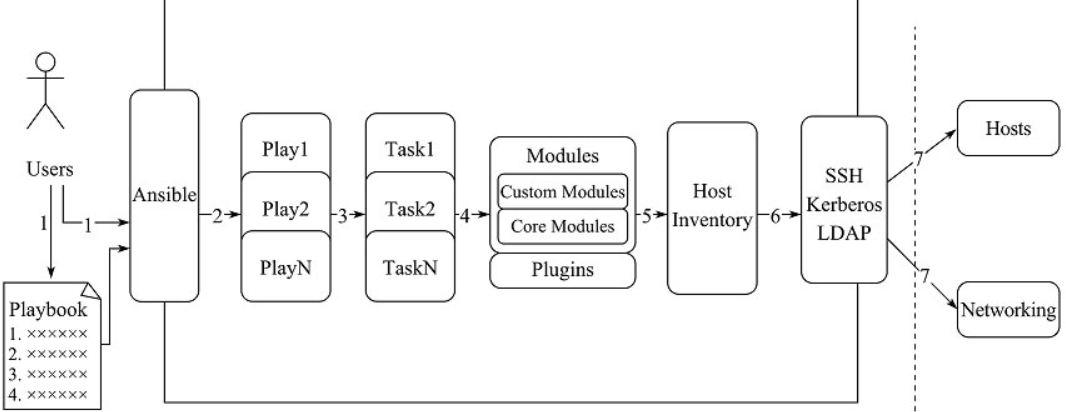 Users
1
1
Playbook
1. ××××××
2. ××××××
3. ××××××
4. ××××××
Ansible
2
Play1
Play2
PlayN
3
Task1
Task2
TaskN
4
Modules
Custom Modules
Core Modules
Plugins
5
Host
Inventory
6
SSH
Kerberos
LDAP
7
Hosts
7
Networking